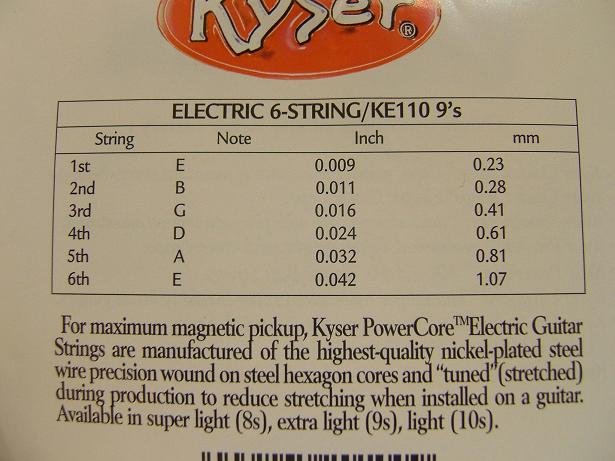 Kyser®
ELECTRIC 6-STRING/KE110 9's
String Note Inch mm
1st E 0.009 0.23
2nd B 0.011 0.28
3rd G 0.016 0.41
4th D 0.024 0.61
5th A 0.032 0.81
6th E 0.042 1.07
For maximum magnetic pickup, Kyser PowerCore™Electric Guitar
Strings are manufactured of the highest-quality nickel-plated steel
wire precision wound on steel hexagon cores and "tuned"(stretched)
during production to reduce stretching when installed on a guitar.
Available in super light (8s), extra light (9s), light (10s).